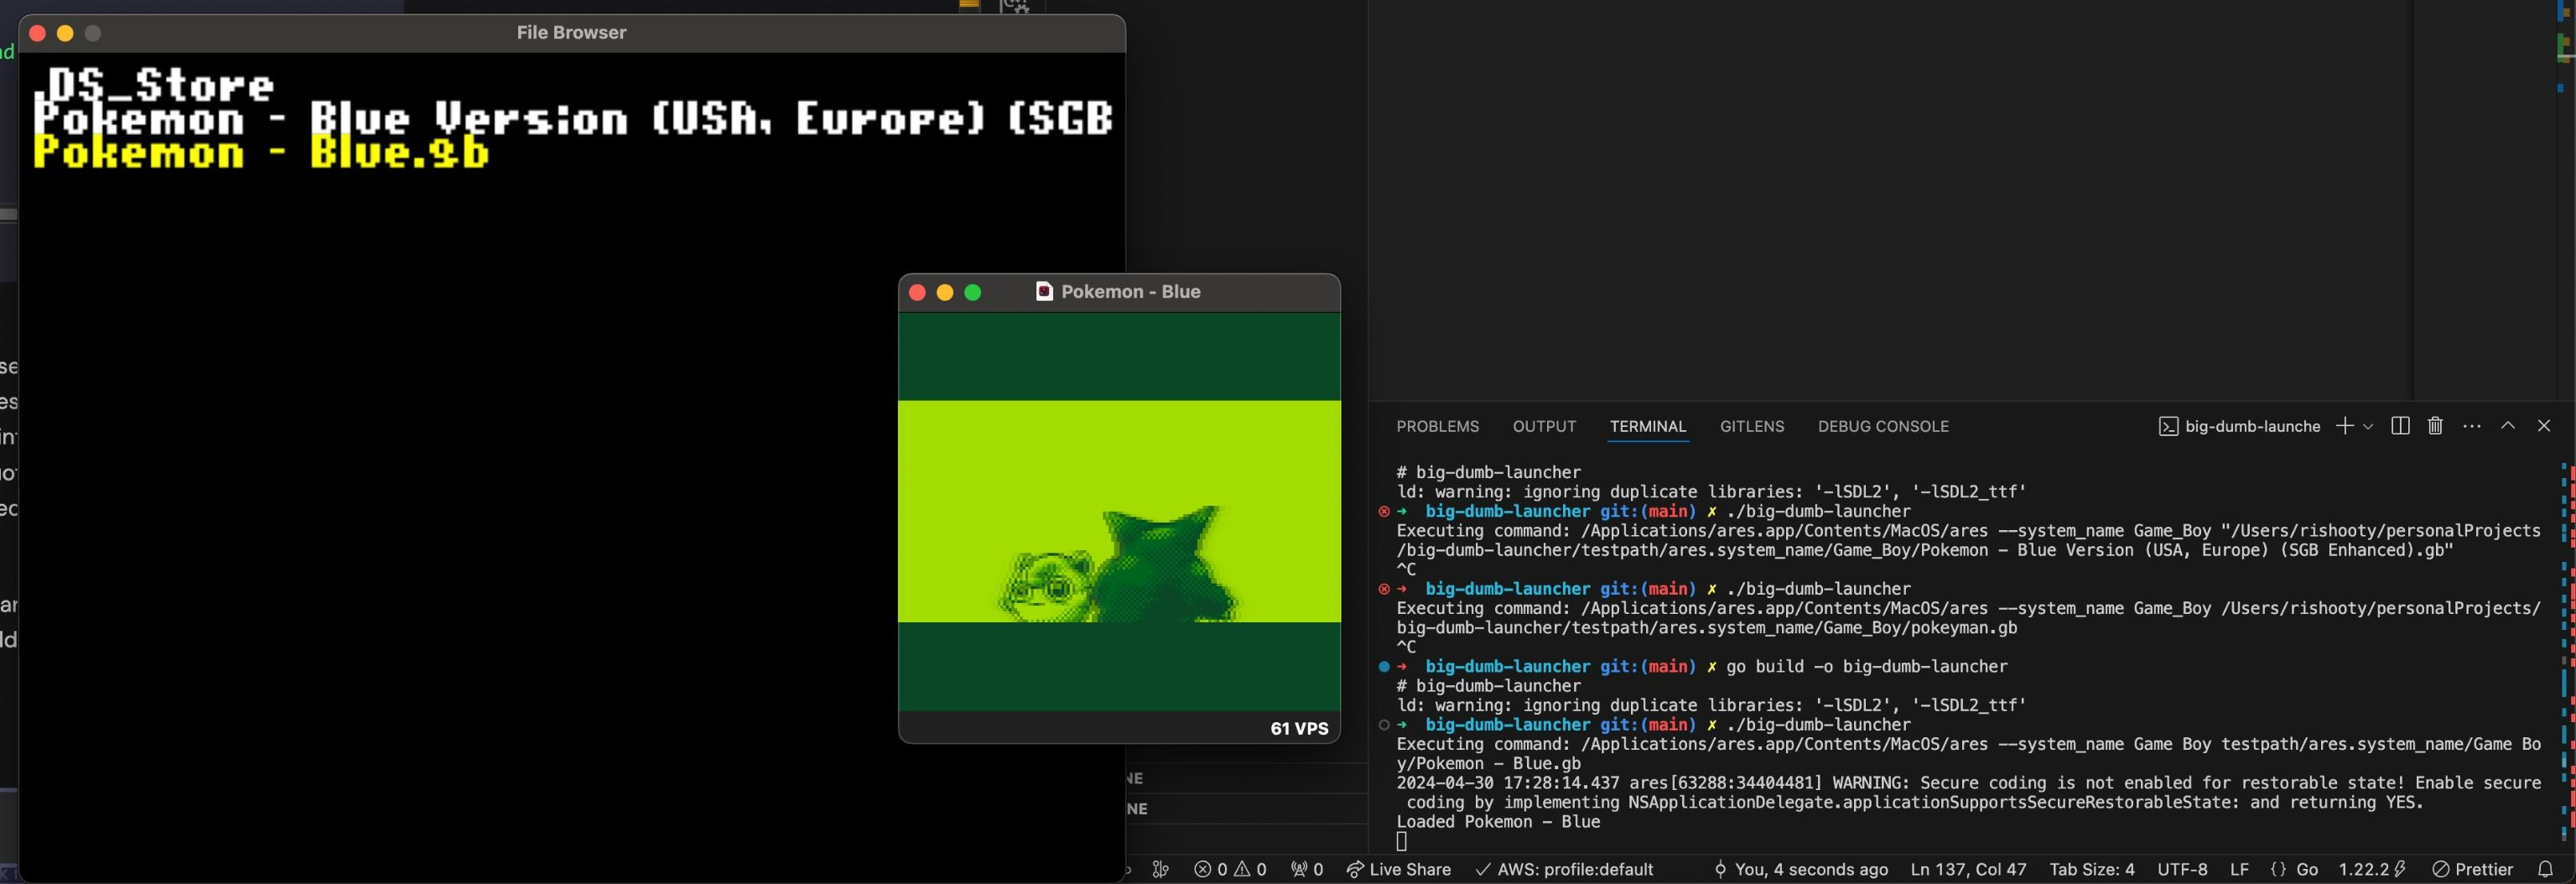 File Browser
.DS_Store
Pokemon - Blue Version (USA, Europe) (SGB
Pokemon - Blue.gb
Pokemon - Blue
61 VPS
NE
NE
PROBLEMS OUTPUT TERMINAL GITLENS DEBUG CONSOLE big-dumb-launche
# big-dumb-launcher
ld: warning: ignoring duplicate libraries: '-lSDL2', '-lSDL2_ttf'
➜ big-dumb-launcher git:(main) ✗ ./big-dumb-launcher
Executing command: /Applications/ares.app/Contents/MacOS/ares --system_name Game_Boy "/Users/rishooty/personalProjects
/big-dumb-launcher/testpath/ares.system_name/Game_Boy/Pokemon - Blue Version (USA, Europe) (SGB Enhanced).gb"
^C
➜ big-dumb-launcher git:(main) ✗ ./big-dumb-launcher
Executing command: /Applications/ares.app/Contents/MacOS/ares --system_name Game_Boy /Users/rishooty/personalProjects/
big-dumb-launcher/testpath/ares.system_name/Game_Boy/pokeyman.gb
^C
➜ big-dumb-launcher git:(main) ✗ go build -o big-dumb-launcher
# big-dumb-launcher
ld: warning: ignoring duplicate libraries: '-lSDL2', '-lSDL2_ttf'
➜ big-dumb-launcher git:(main) ✗ ./big-dumb-launcher
Executing command: /Applications/ares.app/Contents/MacOS/ares --system_name Game Boy testpath/ares.system_name/Game Bo
y/Pokemon - Blue.gb
2024-04-30 17:28:14.437 ares[63288:34404481] WARNING: Secure coding is not enabled for restorable state! Enable secure
coding by implementing NSApplicationDelegate.applicationSupportsSecureRestorableState: and returning YES.
Loaded Pokemon - Blue
0 0 0 Live Share AWS: profile:default You, 4 seconds ago Ln 137, Col 47 Tab Size: 4 UTF-8 LF {} Go 1.22.2 Prettier